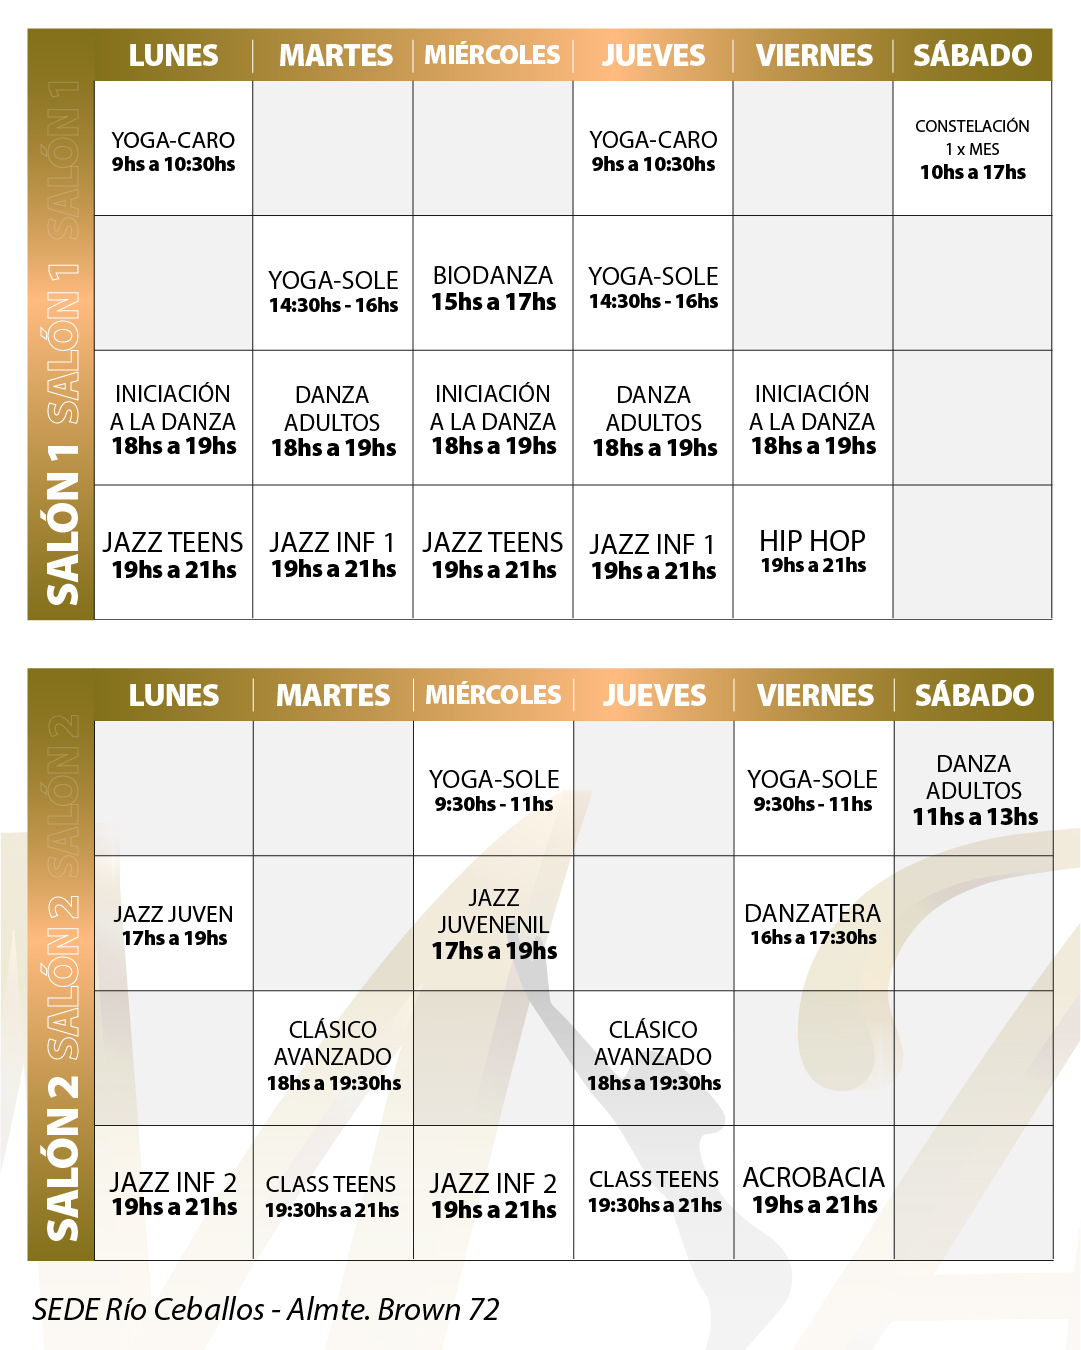 LUNES MARTES MIÉRCOLES JUEVES VIERNES SÁBADO
SALÓN 1 SALÓN 1 SALÓN 1
YOGA-CARO
9hs a 10:30hs
YOGA-CARO
9hs a 10:30hs
CONSTELACIÓN
1 x MES
10hs a 17hs
YOGA-SOLE
14:30hs - 16hs
BIODANZA
15hs a 17hs
YOGA-SOLE
14:30hs - 16hs
INICIACIÓN
A LA DANZA
18hs a 19hs
DANZA
ADULTOS
18hs a 19hs
INICIACIÓN
A LA DANZA
18hs a 19hs
DANZA
ADULTOS
18hs a 19hs
INICIACIÓN
A LA DANZA
18hs a 19hs
JAZZ TEENS
19hs a 21hs
JAZZ INF 1
19hs a 21hs
JAZZ TEENS
19hs a 21hs
JAZZ INF 1
19hs a 21hs
HIP HOP
19hs a 21hs
LUNES MARTES MIÉRCOLES JUEVES VIERNES SÁBADO
SALÓN 2 SALÓN 2 SALÓN 2
YOGA-SOLE
9:30hs - 11hs
YOGA-SOLE
9:30hs - 11hs
DANZA
ADULTOS
11hs a 13hs
JAZZ JUVEN
17hs a 19hs
JAZZ
JUVENENIL
17hs a 19hs
DANZATERA
16hs a 17:30hs
CLÁSICO
AVANZADO
18hs a 19:30hs
CLÁSICO
AVANZADO
18hs a 19:30hs
JAZZ INF 2
19hs a 21hs
CLASS TEENS
19:30hs a 21hs
JAZZ INF 2
19hs a 21hs
CLASS TEENS
19:30hs a 21hs
ACROBACIA
19hs a 21hs
SEDE Río Ceballos - Almte. Brown 72